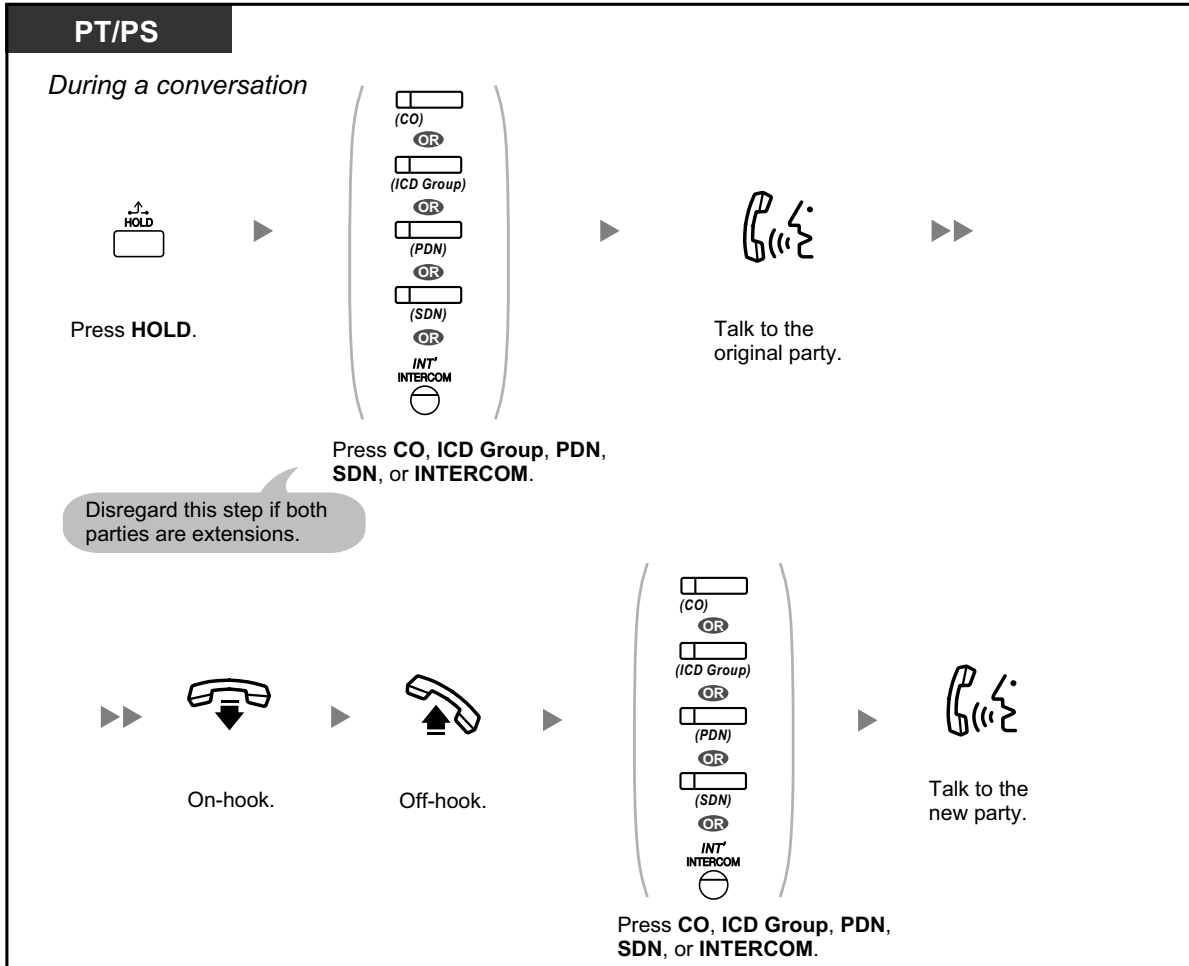 PT/PS
During a conversation
HOLD
Press HOLD.
(CO)
OR
(ICD Group)
OR
(PDN)
OR
(SDN)
OR
INT'
INTERCOM
Press CO, ICD Group, PDN,
SDN, or INTERCOM.
Disregard this step if both
parties are extensions.
Talk to the
original party.
On-hook.
Off-hook.
(CO)
OR
(ICD Group)
OR
(PDN)
OR
(SDN)
OR
INT'
INTERCOM
Press CO, ICD Group, PDN,
SDN, or INTERCOM.
Talk to the
new party.